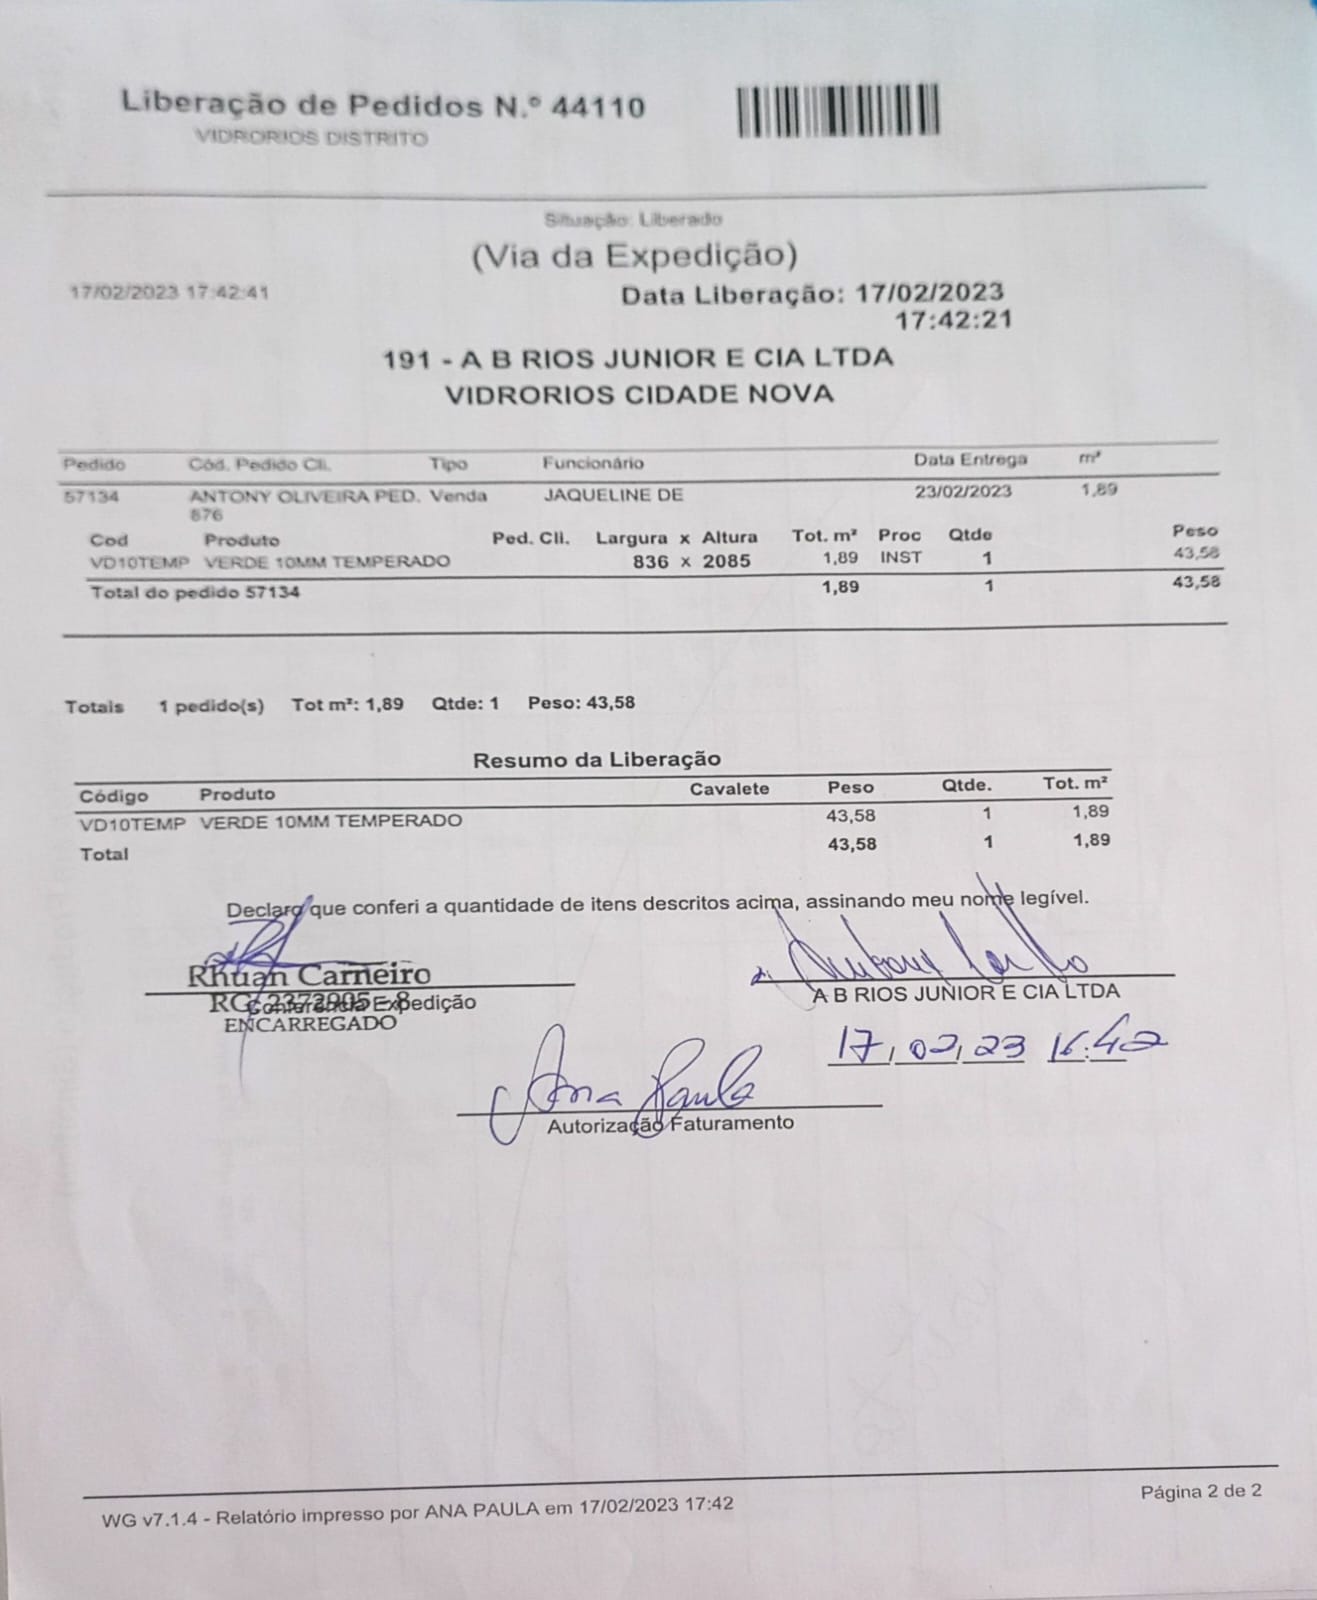 Liberação de Pedidos N.º 44110
VIDRORIOS DISTRITO
Situação: Liberado
(Via da Expedição)
17/02/2023 17:42:41
Data Liberação: 17/02/2023
17:42:21
191 - A B RIOS JUNIOR E CIA LTDA
VIDRORIOS CIDADE NOVA
Pedido Cód. Pedido Cli. Tipo Funcionário Data Entrega m²
57134 ANTONY OLIVEIRA PED. Venda JAQUELINE DE 23/02/2023 1,89
876
Cod Produto Ped. Cli. Largura x Altura Tot. m² Proc Qtde Peso
VD10TEMP VERDE 10MM TEMPERADO 836 x 2085 1,89 INST 1 43,58
Total do pedido 57134 1,89 1 43,58
Totais 1 pedido(s) Tot m²: 1,89 Qtde: 1 Peso: 43,58
Resumo da Liberação
Código Produto Cavalete Peso Qtde. Tot. m²
VD10TEMP VERDE 10MM TEMPERADO 43,58 1 1,89
Total 43,58 1 1,89
Declaro que conferi a quantidade de itens descritos acima, assinando meu nome legível.
Rhuan Carneiro
RG Conferência Expedição
ENCARREGADO
A B RIOS JUNIOR E CIA LTDA
17,02,23 16:42
Ana Paula
Autorização Faturamento
WG v7.1.4 - Relatório impresso por ANA PAULA em 17/02/2023 17:42
Página 2 de 2